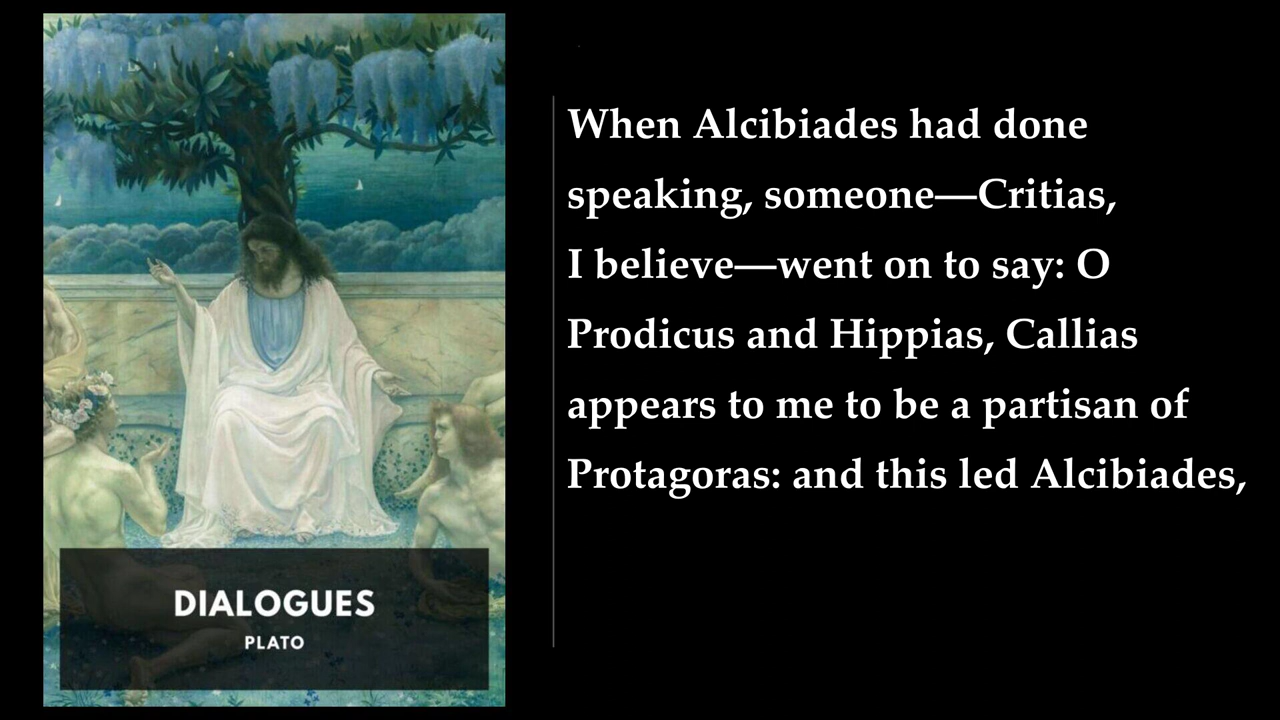 DIALOGUES
PLATO
When Alcibiades had done
speaking, someone—Critias,
I believe—went on to say: O
Prodicus and Hippias, Callias
appears to me to be a partisan of
Protagoras: and this led Alcibiades,